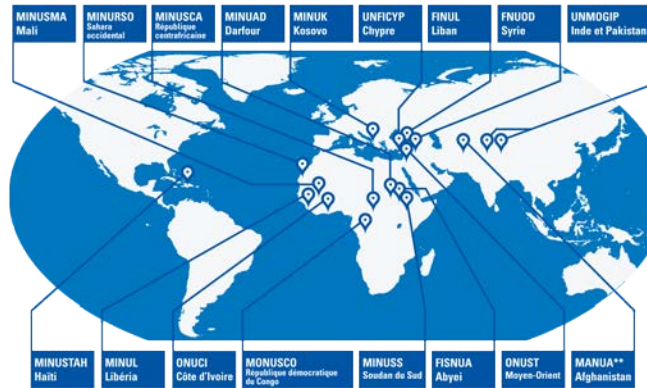 MINUSMA
Mali
MINURSO
Sahara
occidental
MINUSCA
République
centrafricaine
MINUAD
Darfour
MINUK
Kosovo
UNFICYP
Chypre
FINUL
Liban
FNUOD
Syrie
UNMOGIP
Inde et Pakistan
MINUSTAH
Haïti
MINUL
Libéria
ONUCI
Côte d'Ivoire
MONUSCO
République démocratique
du Congo
MINUSS
Soudan du Sud
FISNUA
Abyei
ONUST
Moyen-Orient
MANUA**
Afghanistan